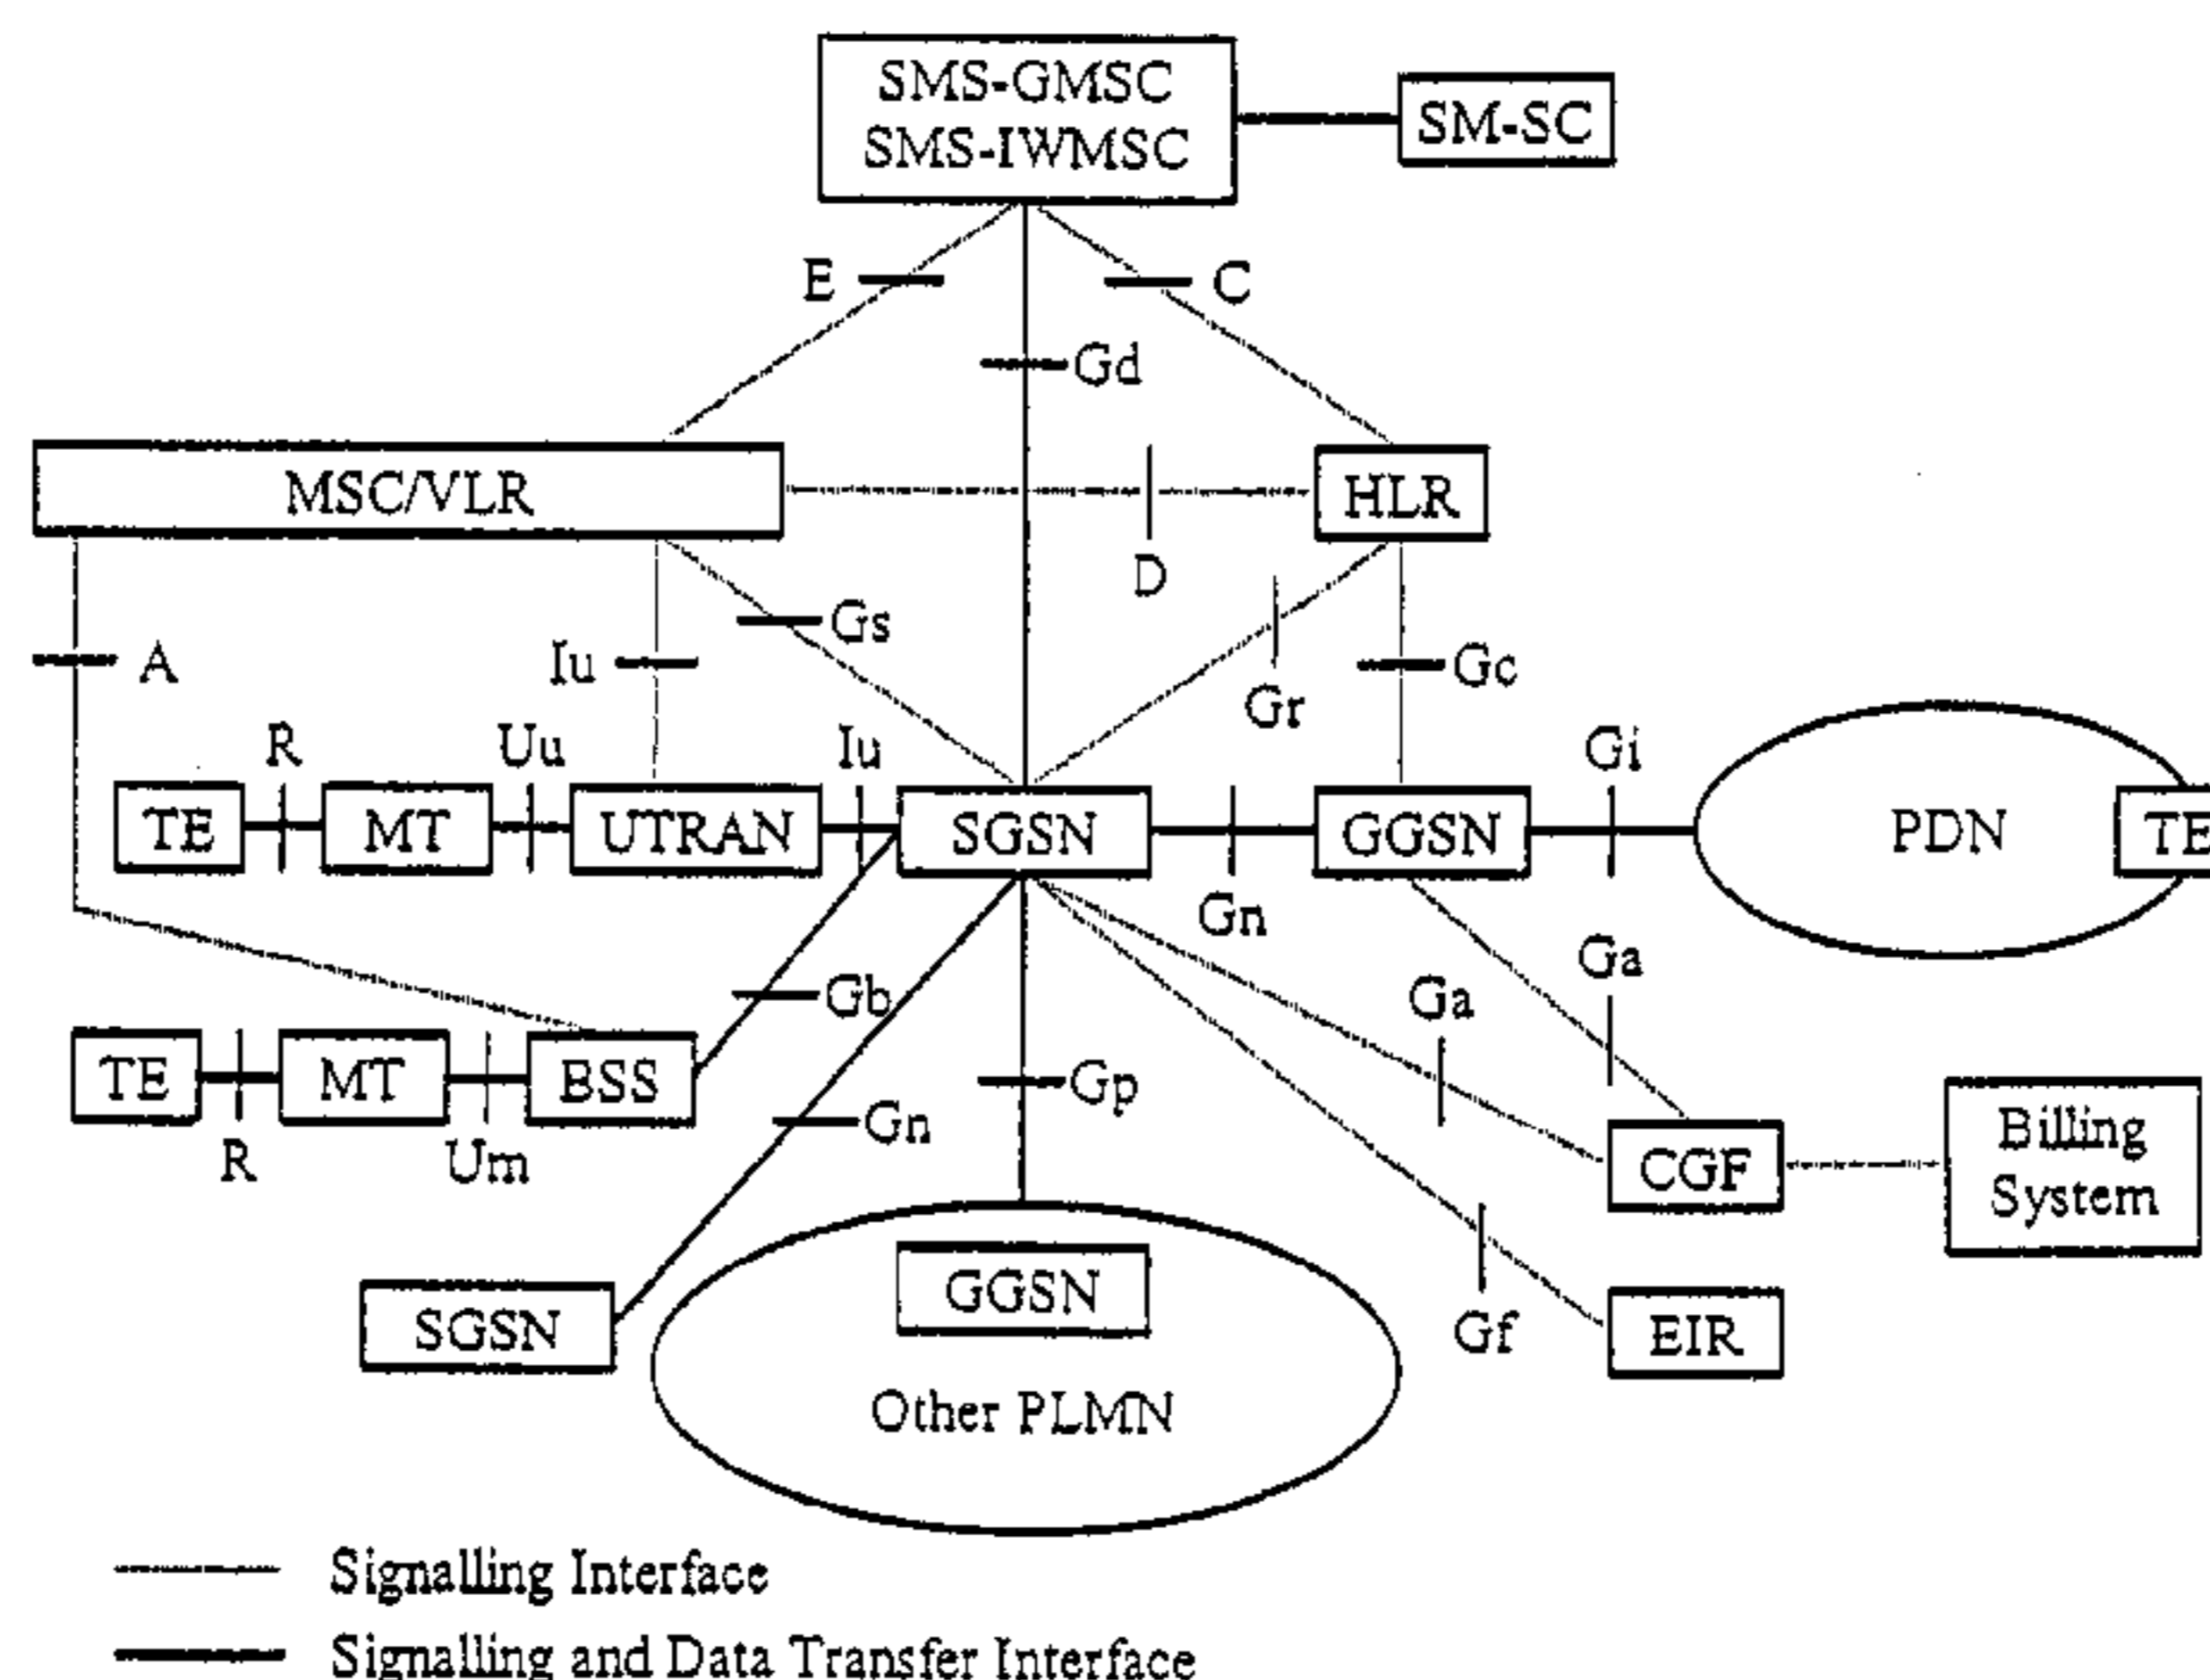 SMS-GMSC
SMS-IWMSC
SM-SC
E
C
Gd
MSC/VLR
HLR
D
Gs
A
Iu
Gr
Gc
R
Uu
Iu
Gi
TE
MT
UTRAN
SGSN
GGSN
PDN
TE
Gn
Ga
Ga
Gb
TE
MT
BSS
Gp
Gn
R
Um
CGF
Billing
System
SGSN
GGSN
Gf
EIR
Other PLMN
Signalling Interface
Signalling and Data Transfer Interface